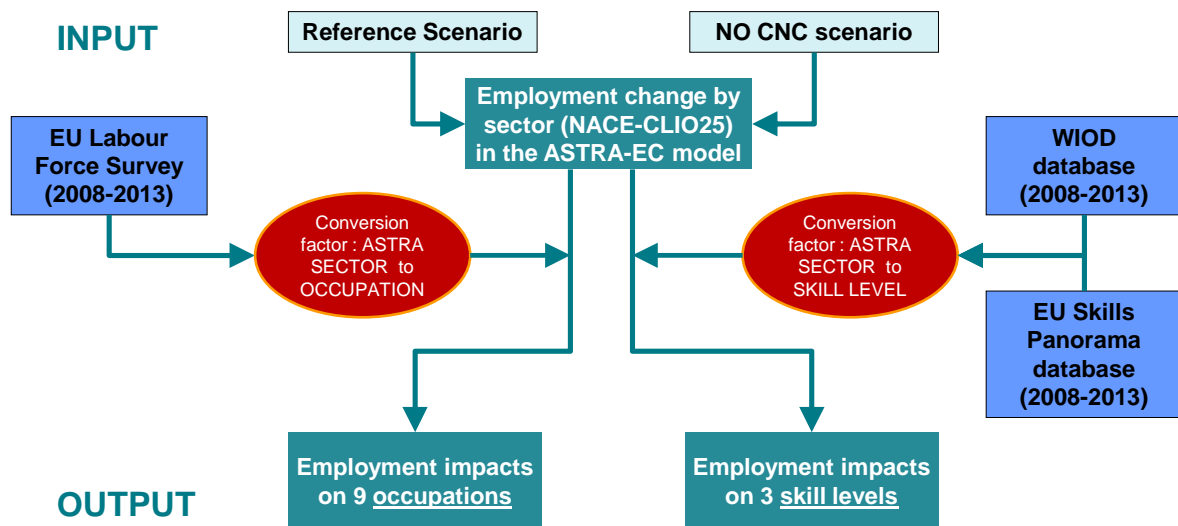 INPUT
Reference Scenario
NO CNC scenario
Employment change by
sector (NACE-CLIO25)
in the ASTRA-EC model
EU Labour
Force Survey
(2008-2013)
WIOD
database
(2008-2013)
Conversion
factor : ASTRA
SECTOR to
OCCUPATION
Conversion
factor : ASTRA
SECTOR to
SKILL LEVEL
EU Skills
Panorama
database
(2008-2013)
Employment impacts
on 9 occupations
Employment impacts
on 3 skill levels
OUTPUT